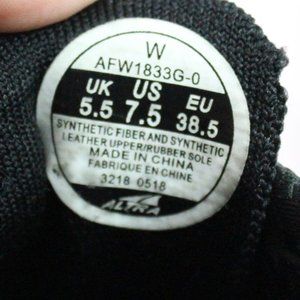 W
AFW1833G-0
UK US EU
5.5 7.5 38.5
SYNTHETIC FIBER AND SYNTHETIC
LEATHER UPPER/RUBBER SOLE
MADE IN CHINA
FABRIQUE EN CHINE
3218 0518
ALTRA